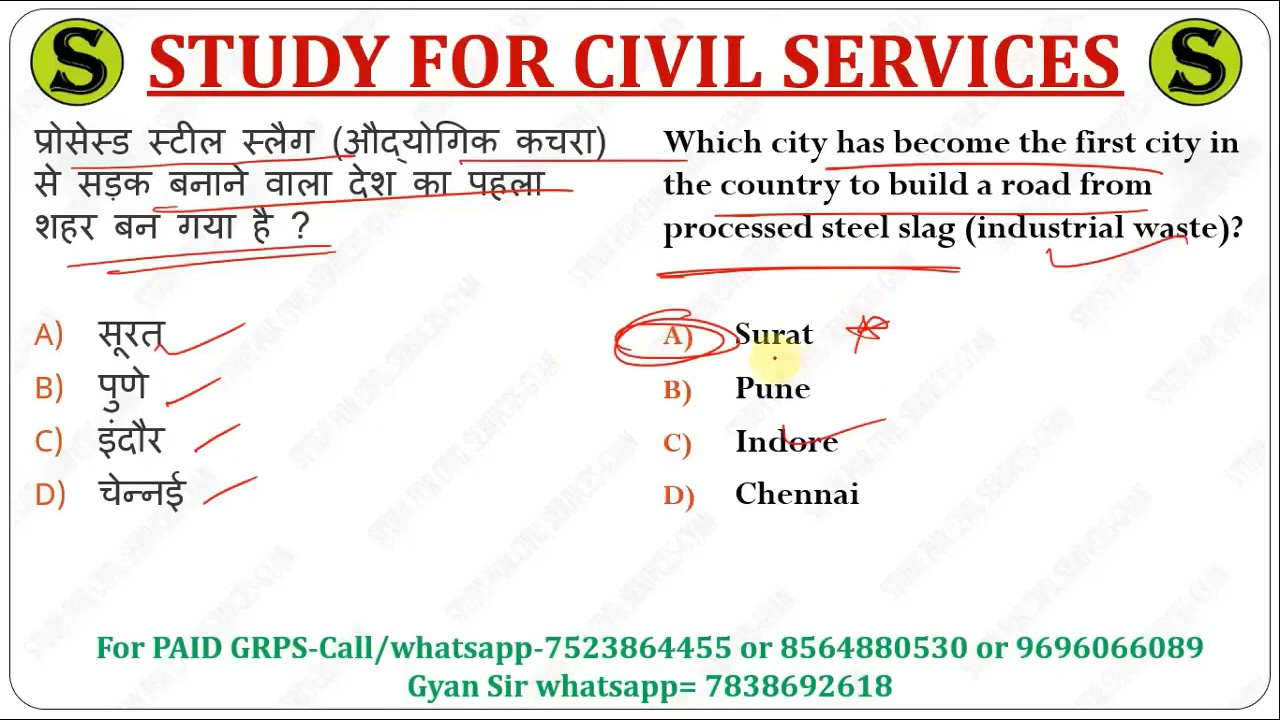 S STUDY FOR CIVIL SERVICES S
प्रोसेस्ड स्टील स्लैग (औद्योगिक कचरा)
से सड़क बनाने वाला देश का पहला
शहर बन गया है ?
A) सूरत
B) पुणे
C) इंदौर
D) चेन्नई
Which city has become the first city in
the country to build a road from
processed steel slag (industrial waste)?
A) Surat
B) Pune
C) Indore
D) Chennai
For PAID GRPS-Call/whatsapp-7523864455 or 8564880530 or 9696066089
Gyan Sir whatsapp= 7838692618